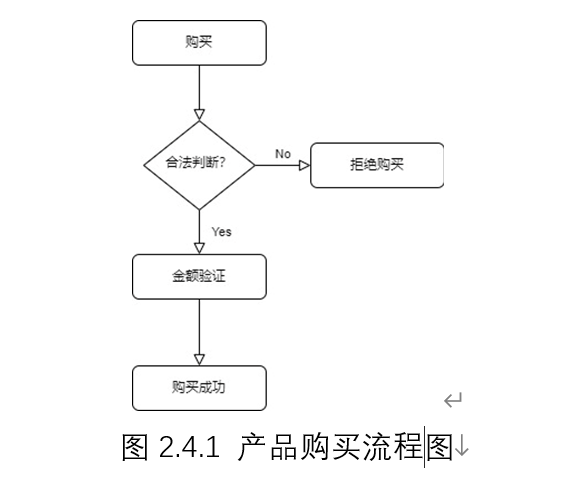 购买
合法判断?
No
拒绝购买
Yes
金额验证
购买成功
图 2.4.1 产品购买流程图